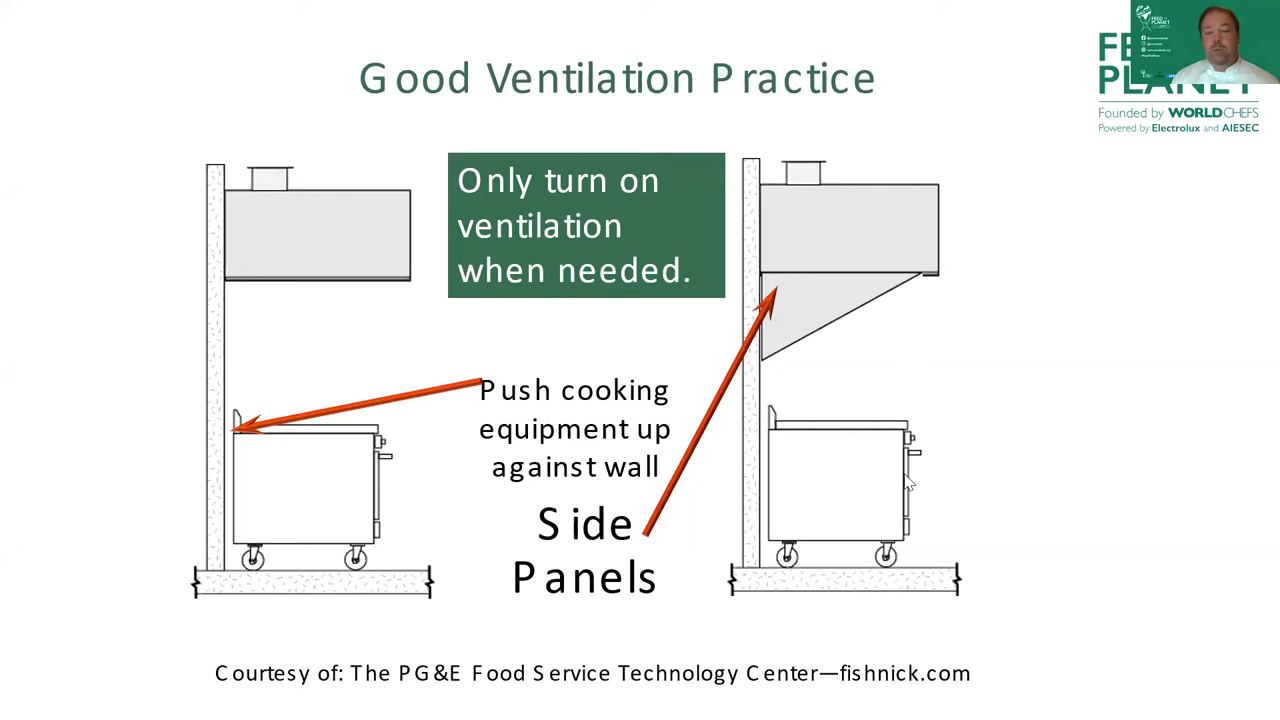 Good Ventilation Practice
Only turn on
ventilation
when needed.
Push cooking
equipment up
against wall
Side
Panels
Courtesy of: The PG&E Food Service Technology Center—fishnick.com
PLANET
Founded by WORLDCHEFS
Powered by Electrolux and AIESEC